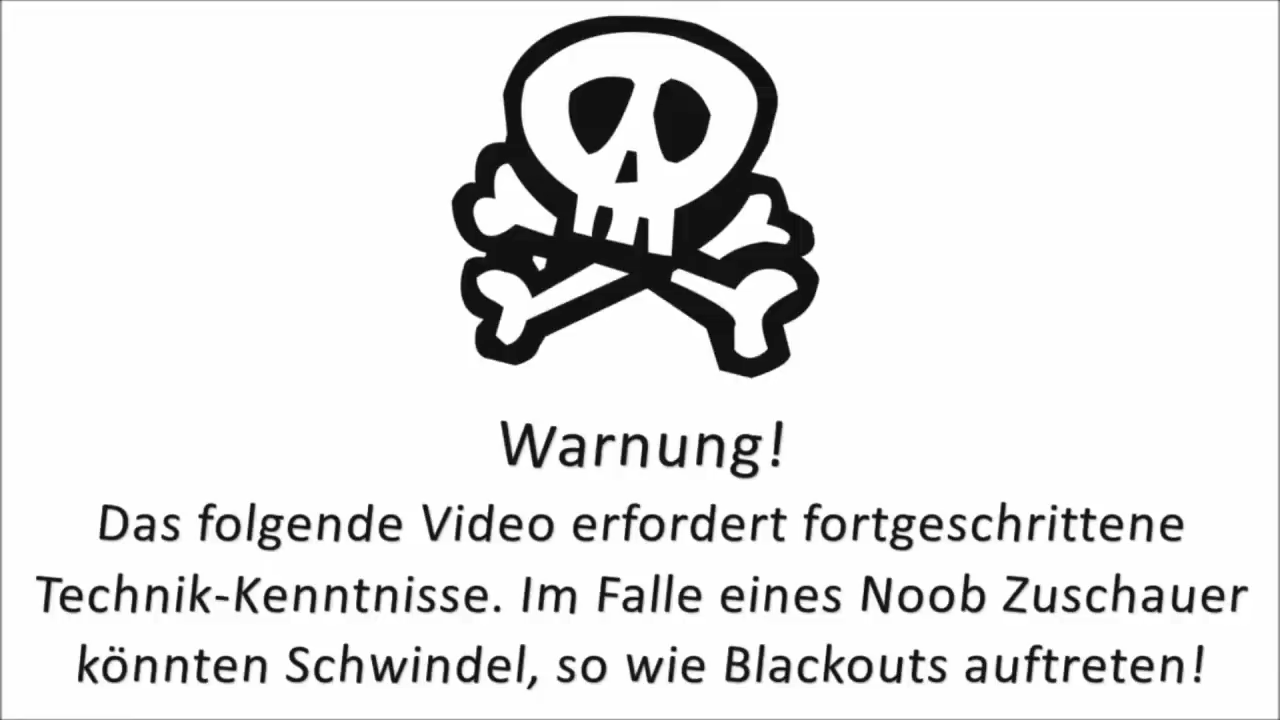 Warnung!
Das folgende Video erfordert fortgeschrittene
Technik-Kenntnisse. Im Falle eines Noob Zuschauer
könnten Schwindel, so wie Blackouts auftreten!